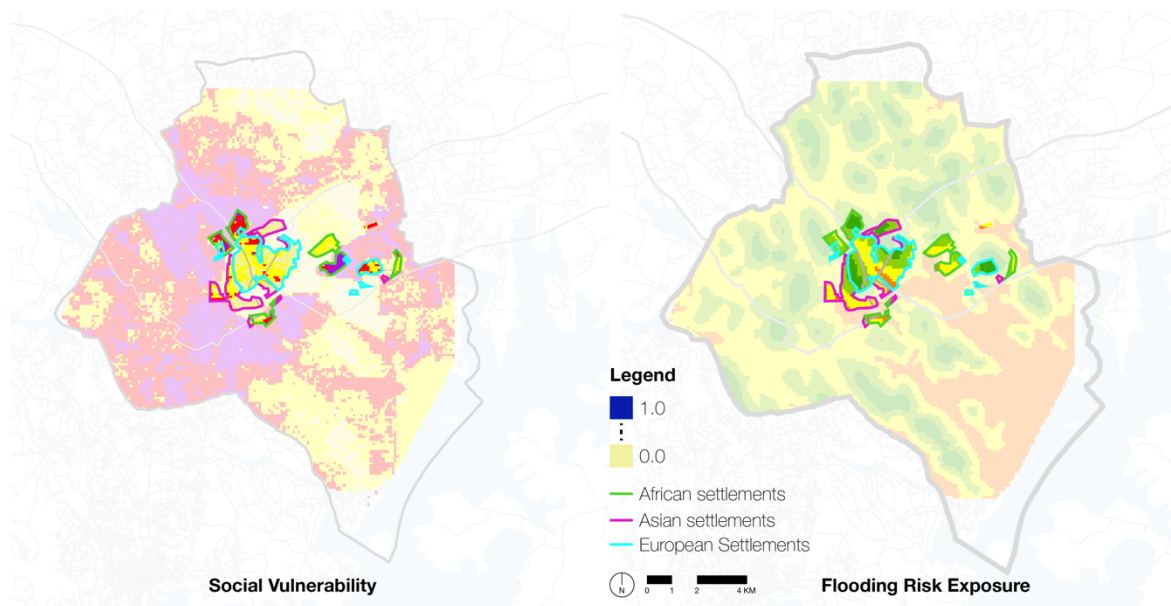 Legend
1.0
0.0
African settlements
Asian settlements
European Settlements
N
0 1 2 4 KM
Social Vulnerability
Flooding Risk Exposure